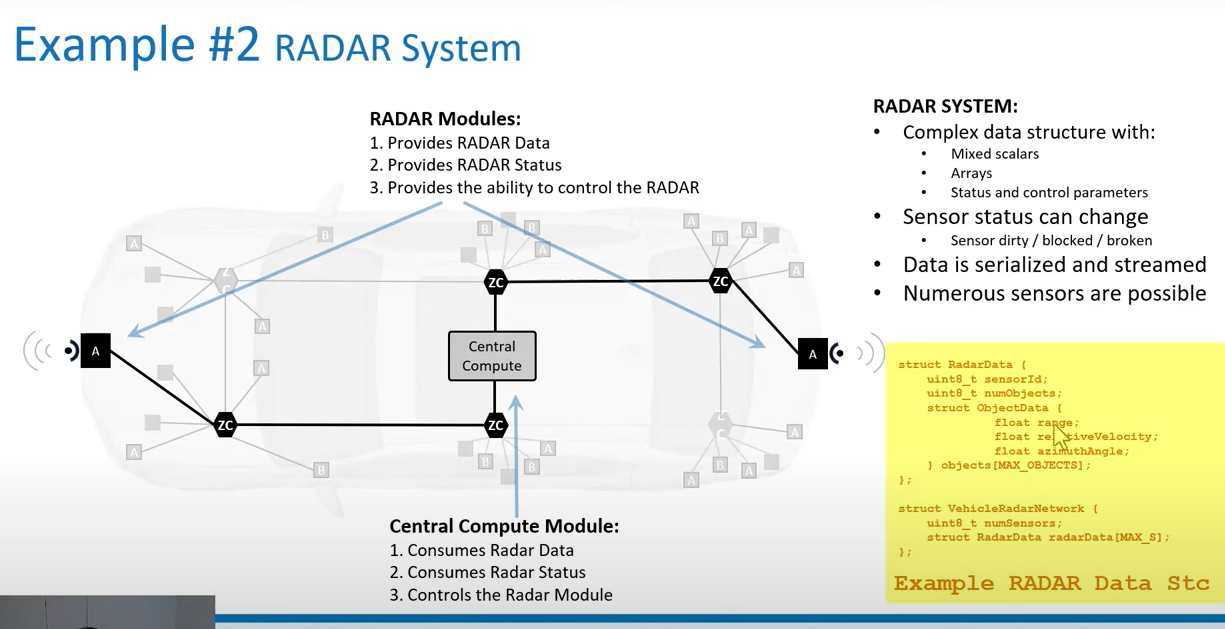 Example #2 RADAR System
RADAR Modules:
1. Provides RADAR Data
2. Provides RADAR Status
3. Provides the ability to control the RADAR
RADAR SYSTEM:
• Complex data structure with:
• Mixed scalars
• Arrays
• Status and control parameters
• Sensor status can change
• Sensor dirty / blocked / broken
• Data is serialized and streamed
• Numerous sensors are possible
B
B
B
A
A
B
A
A
A
ZC
ZC
ZC
A
A
Central
Compute
A
A
A
ZC
ZC
ZC
A
A
B
B
B
A
B
A
A
Central Compute Module:
1. Consumes Radar Data
2. Consumes Radar Status
3. Controls the Radar Module
struct RadarData {
uint8_t sensorId;
uint8_t numObjects;
struct ObjectData {
float range;
float Velocity;
float azimuthAngle;
} objects[MAX_OBJECTS];
};
struct VehicleRadarNetwork {
uint8_t numSensors;
struct RadarData radarData[MAX_S];
};
Example RADAR Data Stc